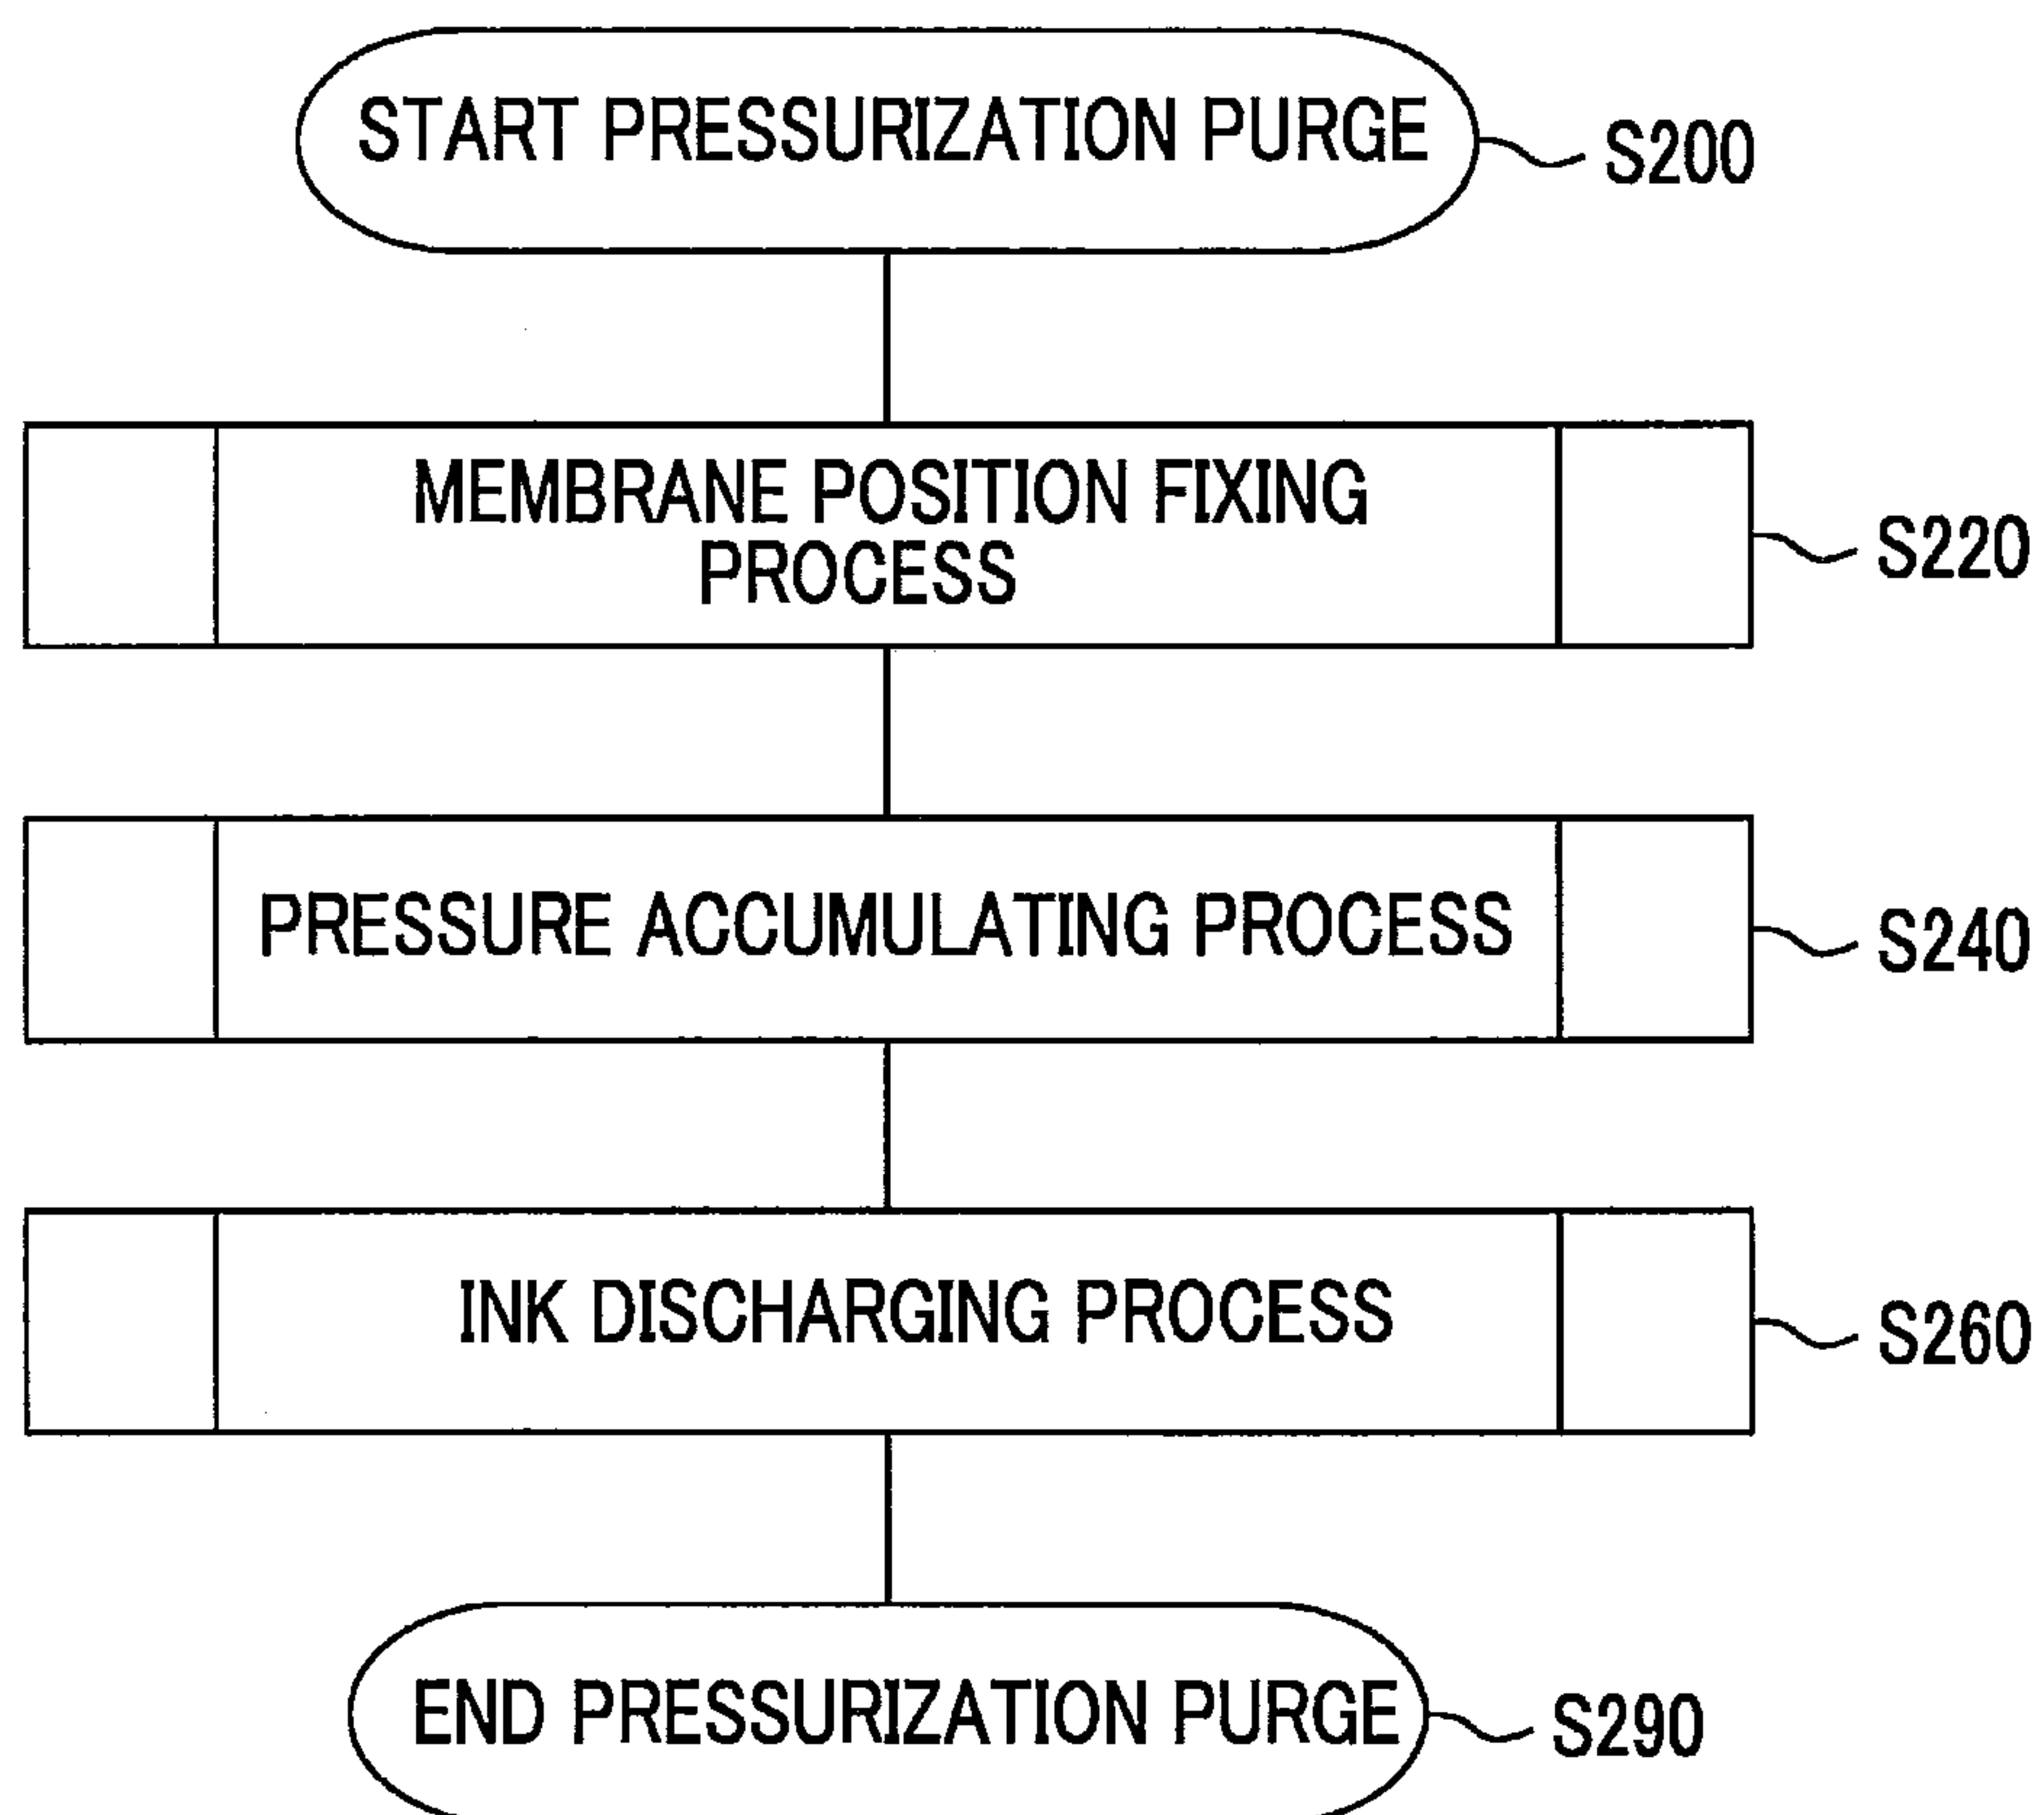 START PRESSURIZATION PURGE
S200
MEMBRANE POSITION FIXING
PROCESS
S220
PRESSURE ACCUMULATING PROCESS
S240
INK DISCHARGING PROCESS
S260
END PRESSURIZATION PURGE
S290